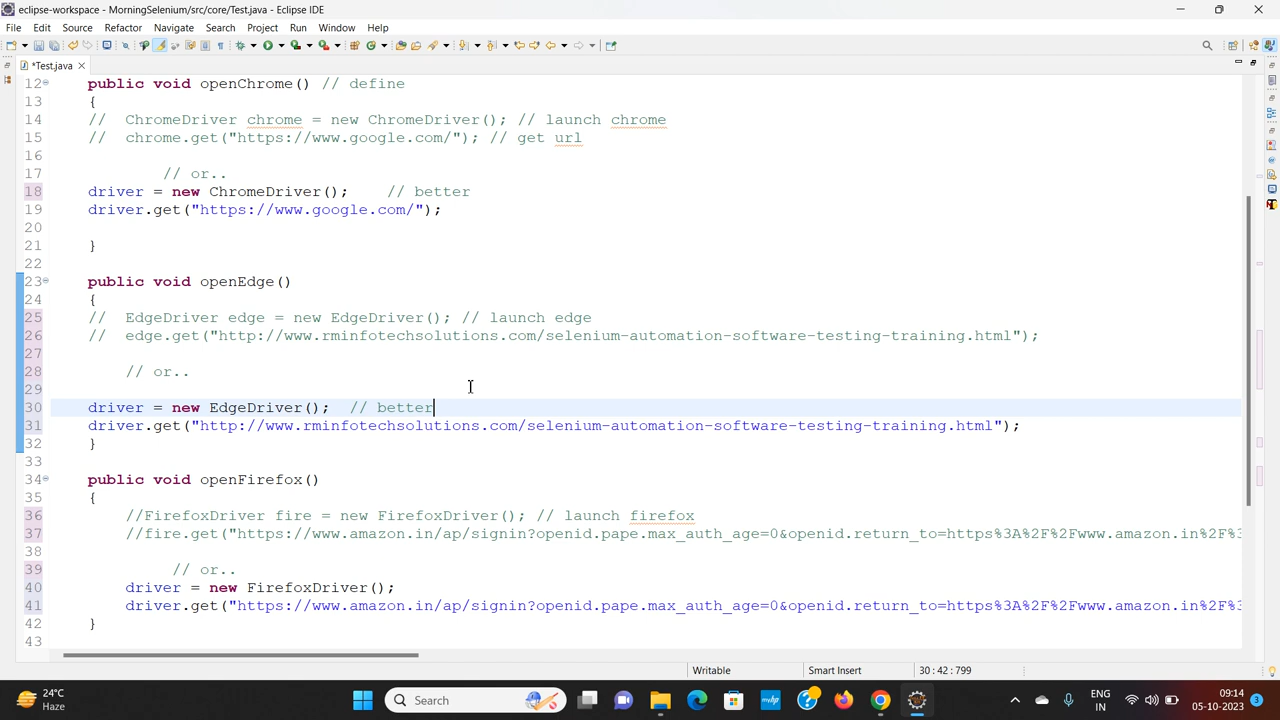 eclipse-workspace - MorningSelenium/src/core/Test.java - Eclipse IDE
File Edit Source Refactor Navigate Search Project Run Window Help
*Test.java
12 public void openChrome() // define
13 {
14 // ChromeDriver chrome = new ChromeDriver(); // launch chrome
15 // chrome.get("https://www.google.com/"); // get url
16
17 // or..
18 driver = new ChromeDriver(); // better
19 driver.get("https://www.google.com/");
20
21 }
22
23 public void openEdge()
24 {
25 // EdgeDriver edge = new EdgeDriver(); // launch edge
26 // edge.get("http://www.rminfotechsolutions.com/selenium-automation-software-testing-training.html");
27
28 // or..
29
30 driver = new EdgeDriver(); // better
31 driver.get("http://www.rminfotechsolutions.com/selenium-automation-software-testing-training.html");
32 }
33
34 public void openFirefox()
35 {
36 //FirefoxDriver fire = new FirefoxDriver(); // launch firefox
37 //fire.get("https://www.amazon.in/ap/signin?openid.pape.max_auth_age=0&openid.return_to=https%3A%2F%2Fwww.amazon.in%2F%3
38
39 // or..
40 driver = new FirefoxDriver();
41 driver.get("https://www.amazon.in/ap/signin?openid.pape.max_auth_age=0&openid.return_to=https%3A%2F%2Fwww.amazon.in%2F%3
42 }
43
Writable Smart Insert 30 : 42 : 799
24°C
Haze
Search
hp
ENG
IN
09:14
05-10-2023
3